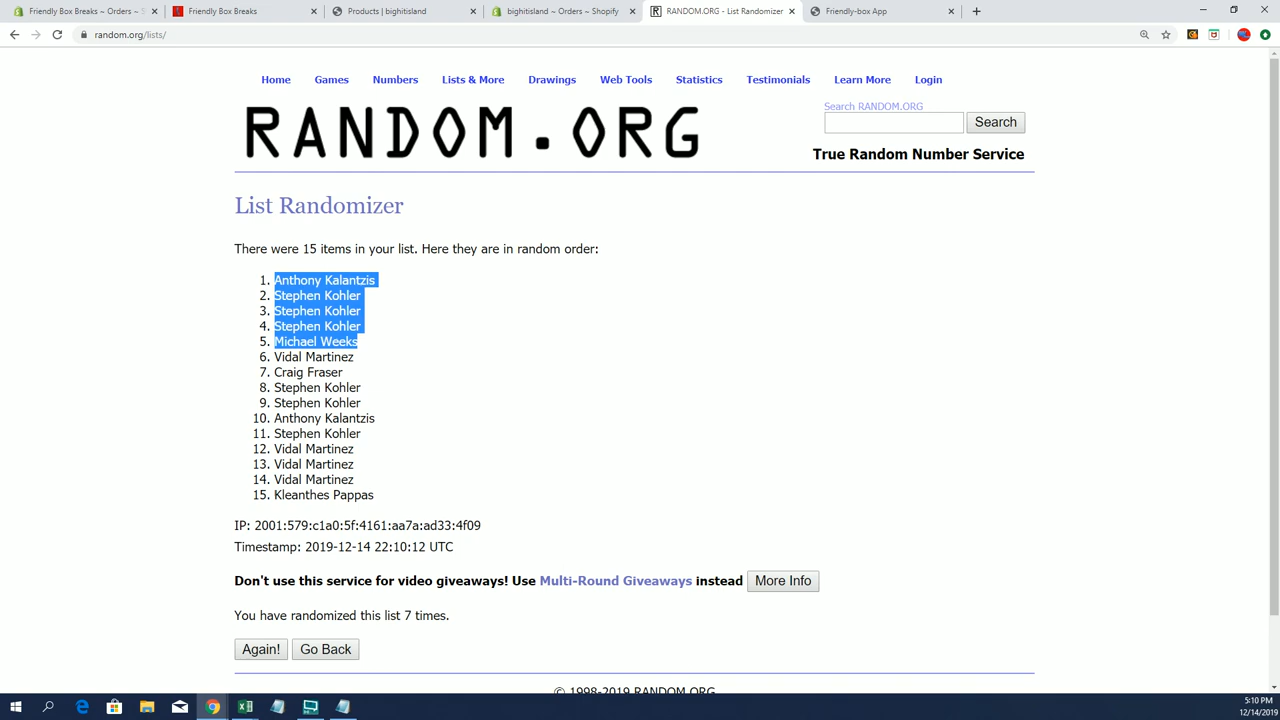 Friendly Box Breaks ~ Orders ~ S
Friendly Box Breaks
Products | bighitisland
bighitisland ~ Orders ~ Shopify
RANDOM.ORG - List Randomizer
Friendly-box App
random.org/lists/
Home Games Numbers Lists & More Drawings Web Tools Statistics Testimonials Learn More Login
RANDOM.ORG
Search RANDOM.ORG
Search
True Random Number Service
List Randomizer
There were 15 items in your list. Here they are in random order:
1. Anthony Kalantzis
2. Stephen Kohler
3. Stephen Kohler
4. Stephen Kohler
5. Michael Weeks
6. Vidal Martinez
7. Craig Fraser
8. Stephen Kohler
9. Stephen Kohler
10. Anthony Kalantzis
11. Stephen Kohler
12. Vidal Martinez
13. Vidal Martinez
14. Vidal Martinez
15. Kleanthes Pappas
IP: 2001:579:c1a0:5f:4161:aa7a:ad33:4f09
Timestamp: 2019-12-14 22:10:12 UTC
Don't use this service for video giveaways! Use Multi-Round Giveaways instead More Info
You have randomized this list 7 times.
Again! Go Back
© 1998-2019 RANDOM.ORG
5:10 PM
12/14/2019